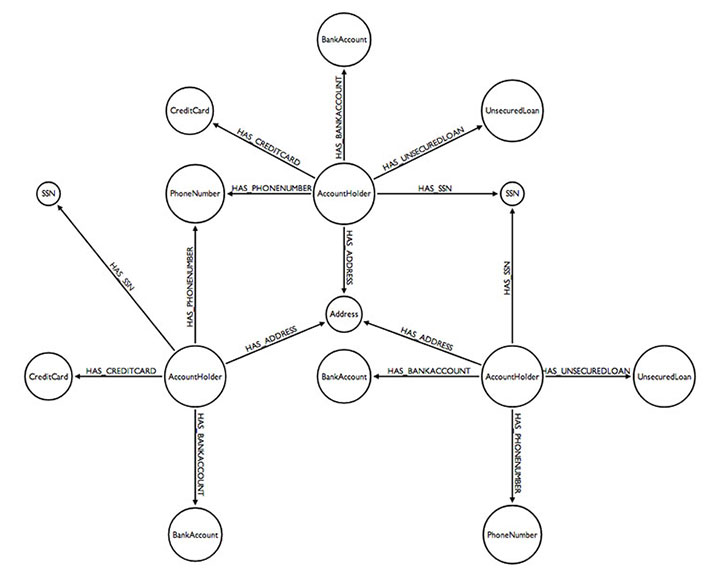 BankAccount
HAS_BANKACCOUNT
CreditCard
UnsecuredLoan
HAS_CREDITCARD
HAS_UNSECUREDLOAN
SSN
PhoneNumber
HAS_PHONENUMBER
AccountHolder
HAS_SSN
SSN
HAS_SSN
HAS_PHONENUMBER
HAS_ADDRESS
HAS_SSN
Address
HAS_ADDRESS
HAS_ADDRESS
CreditCard
HAS_CREDITCARD
AccountHolder
BankAccount
HAS_BANKACCOUNT
AccountHolder
HAS_UNSECUREDLOAN
UnsecuredLoan
HAS_BANKACCOUNT
HAS_PHONENUMBER
BankAccount
PhoneNumber